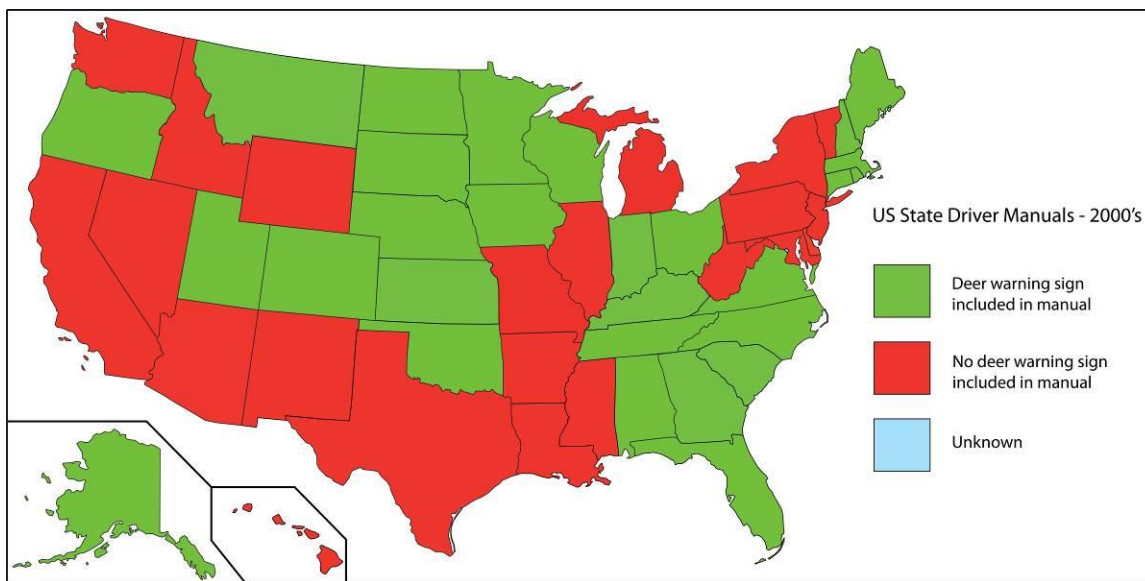 US State Driver Manuals - 2000's
Deer warning sign
included in manual
No deer warning sign
included in manual
Unknown